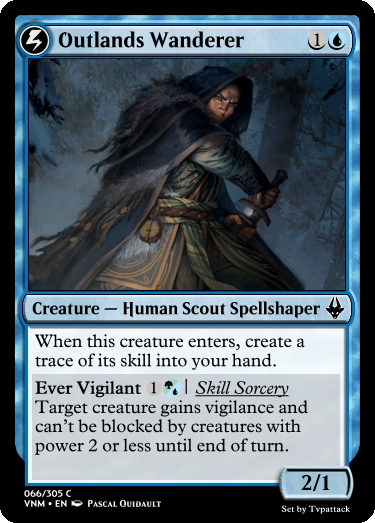 Outlands Wanderer 1
Creature — Human Scout Spellshaper
When this creature enters, create a
trace of its skill into your hand.
Ever Vigilant 1 | Skill Sorcery
Target creature gains vigilance and
can't be blocked by creatures with
power 2 or less until end of turn.
2/1
066/305 C
VNM • EN Pascal Quidault
Set by Tvpattack